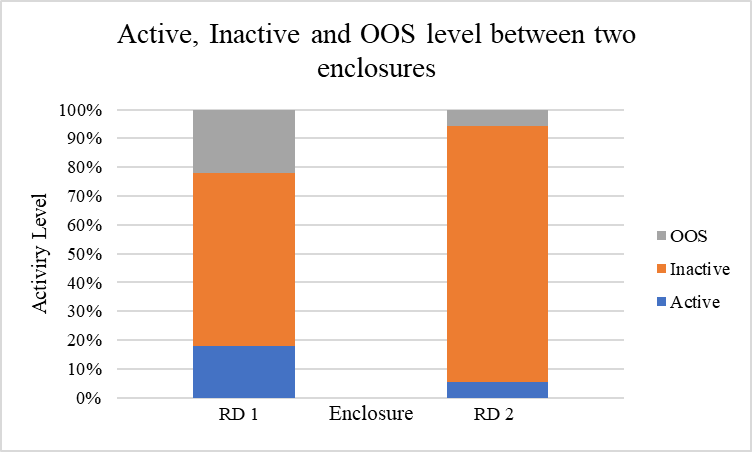 Active, Inactive and OOS level between two
enclosures
100%
90%
80%
70%
60%
50%
40%
30%
20%
10%
0%
Activiry Level
RD 1
Enclosure
RD 2
OOS
Inactive
Active